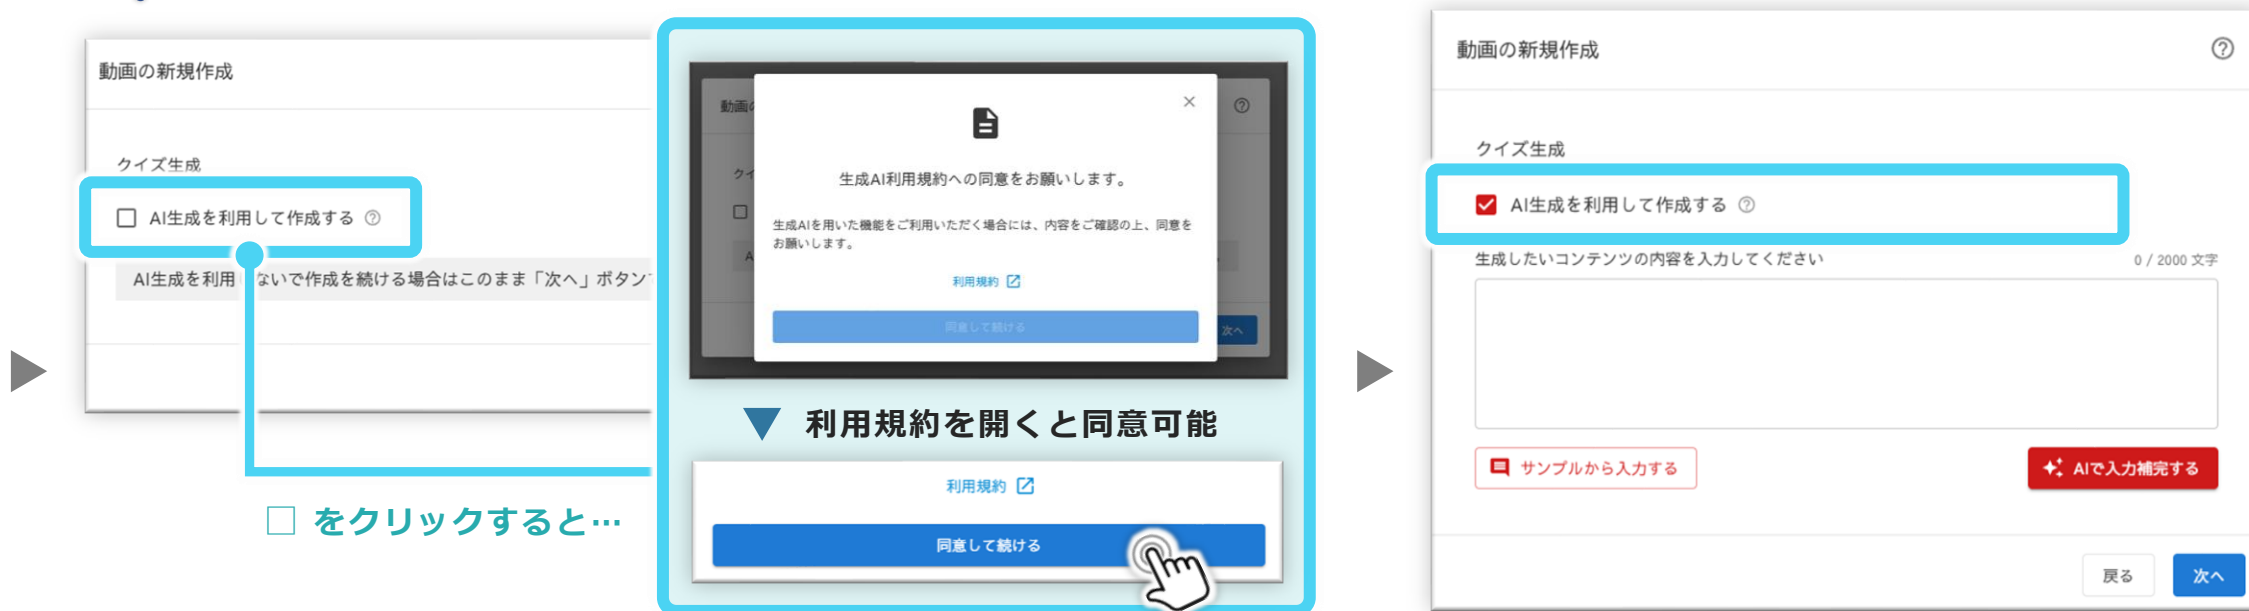 動画の新規作成
クイズ生成
AI生成を利用して作成する
AI生成を利用 ないで作成を続ける場合はこのまま「次へ」ボタン
□ をクリックすると…
動画
ク
生成AI利用規約への同意をお願いします。
生成AIを用いた機能をご利用いただく場合には、内容をご確認の上、同意を
お願いします。
A
利用規約
同意して続ける
次へ
利用規約を開くと同意可能
利用規約
同意して続ける
動画の新規作成
クイズ生成
AI生成を利用して作成する
生成したいコンテンツの内容を入力してください
0 / 2000 文字
サンプルから入力する
AIで入力補完する
戻る
次へ